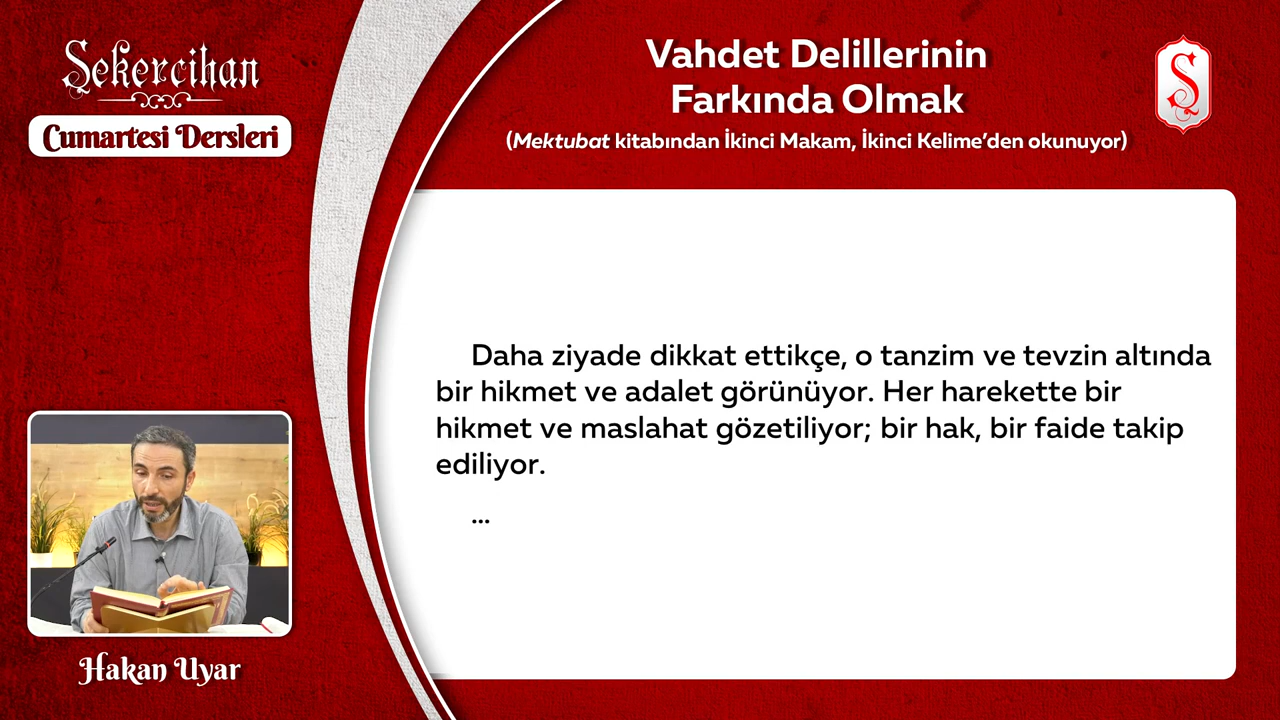 Şekercihan
Cumartesi Dersleri
Vahdet Delillerinin
Farkında Olmak
(Mektubat kitabından İkinci Makam, İkinci Kelime’den okunuyor)
Ş
Daha ziyade dikkat ettikçe, o tanzim ve tevzin altında
bir hikmet ve adalet görünüyor. Her harekette bir
hikmet ve maslahat gözetiliyor; bir hak, bir faide takip
ediliyor.
...
Hakan Uyar